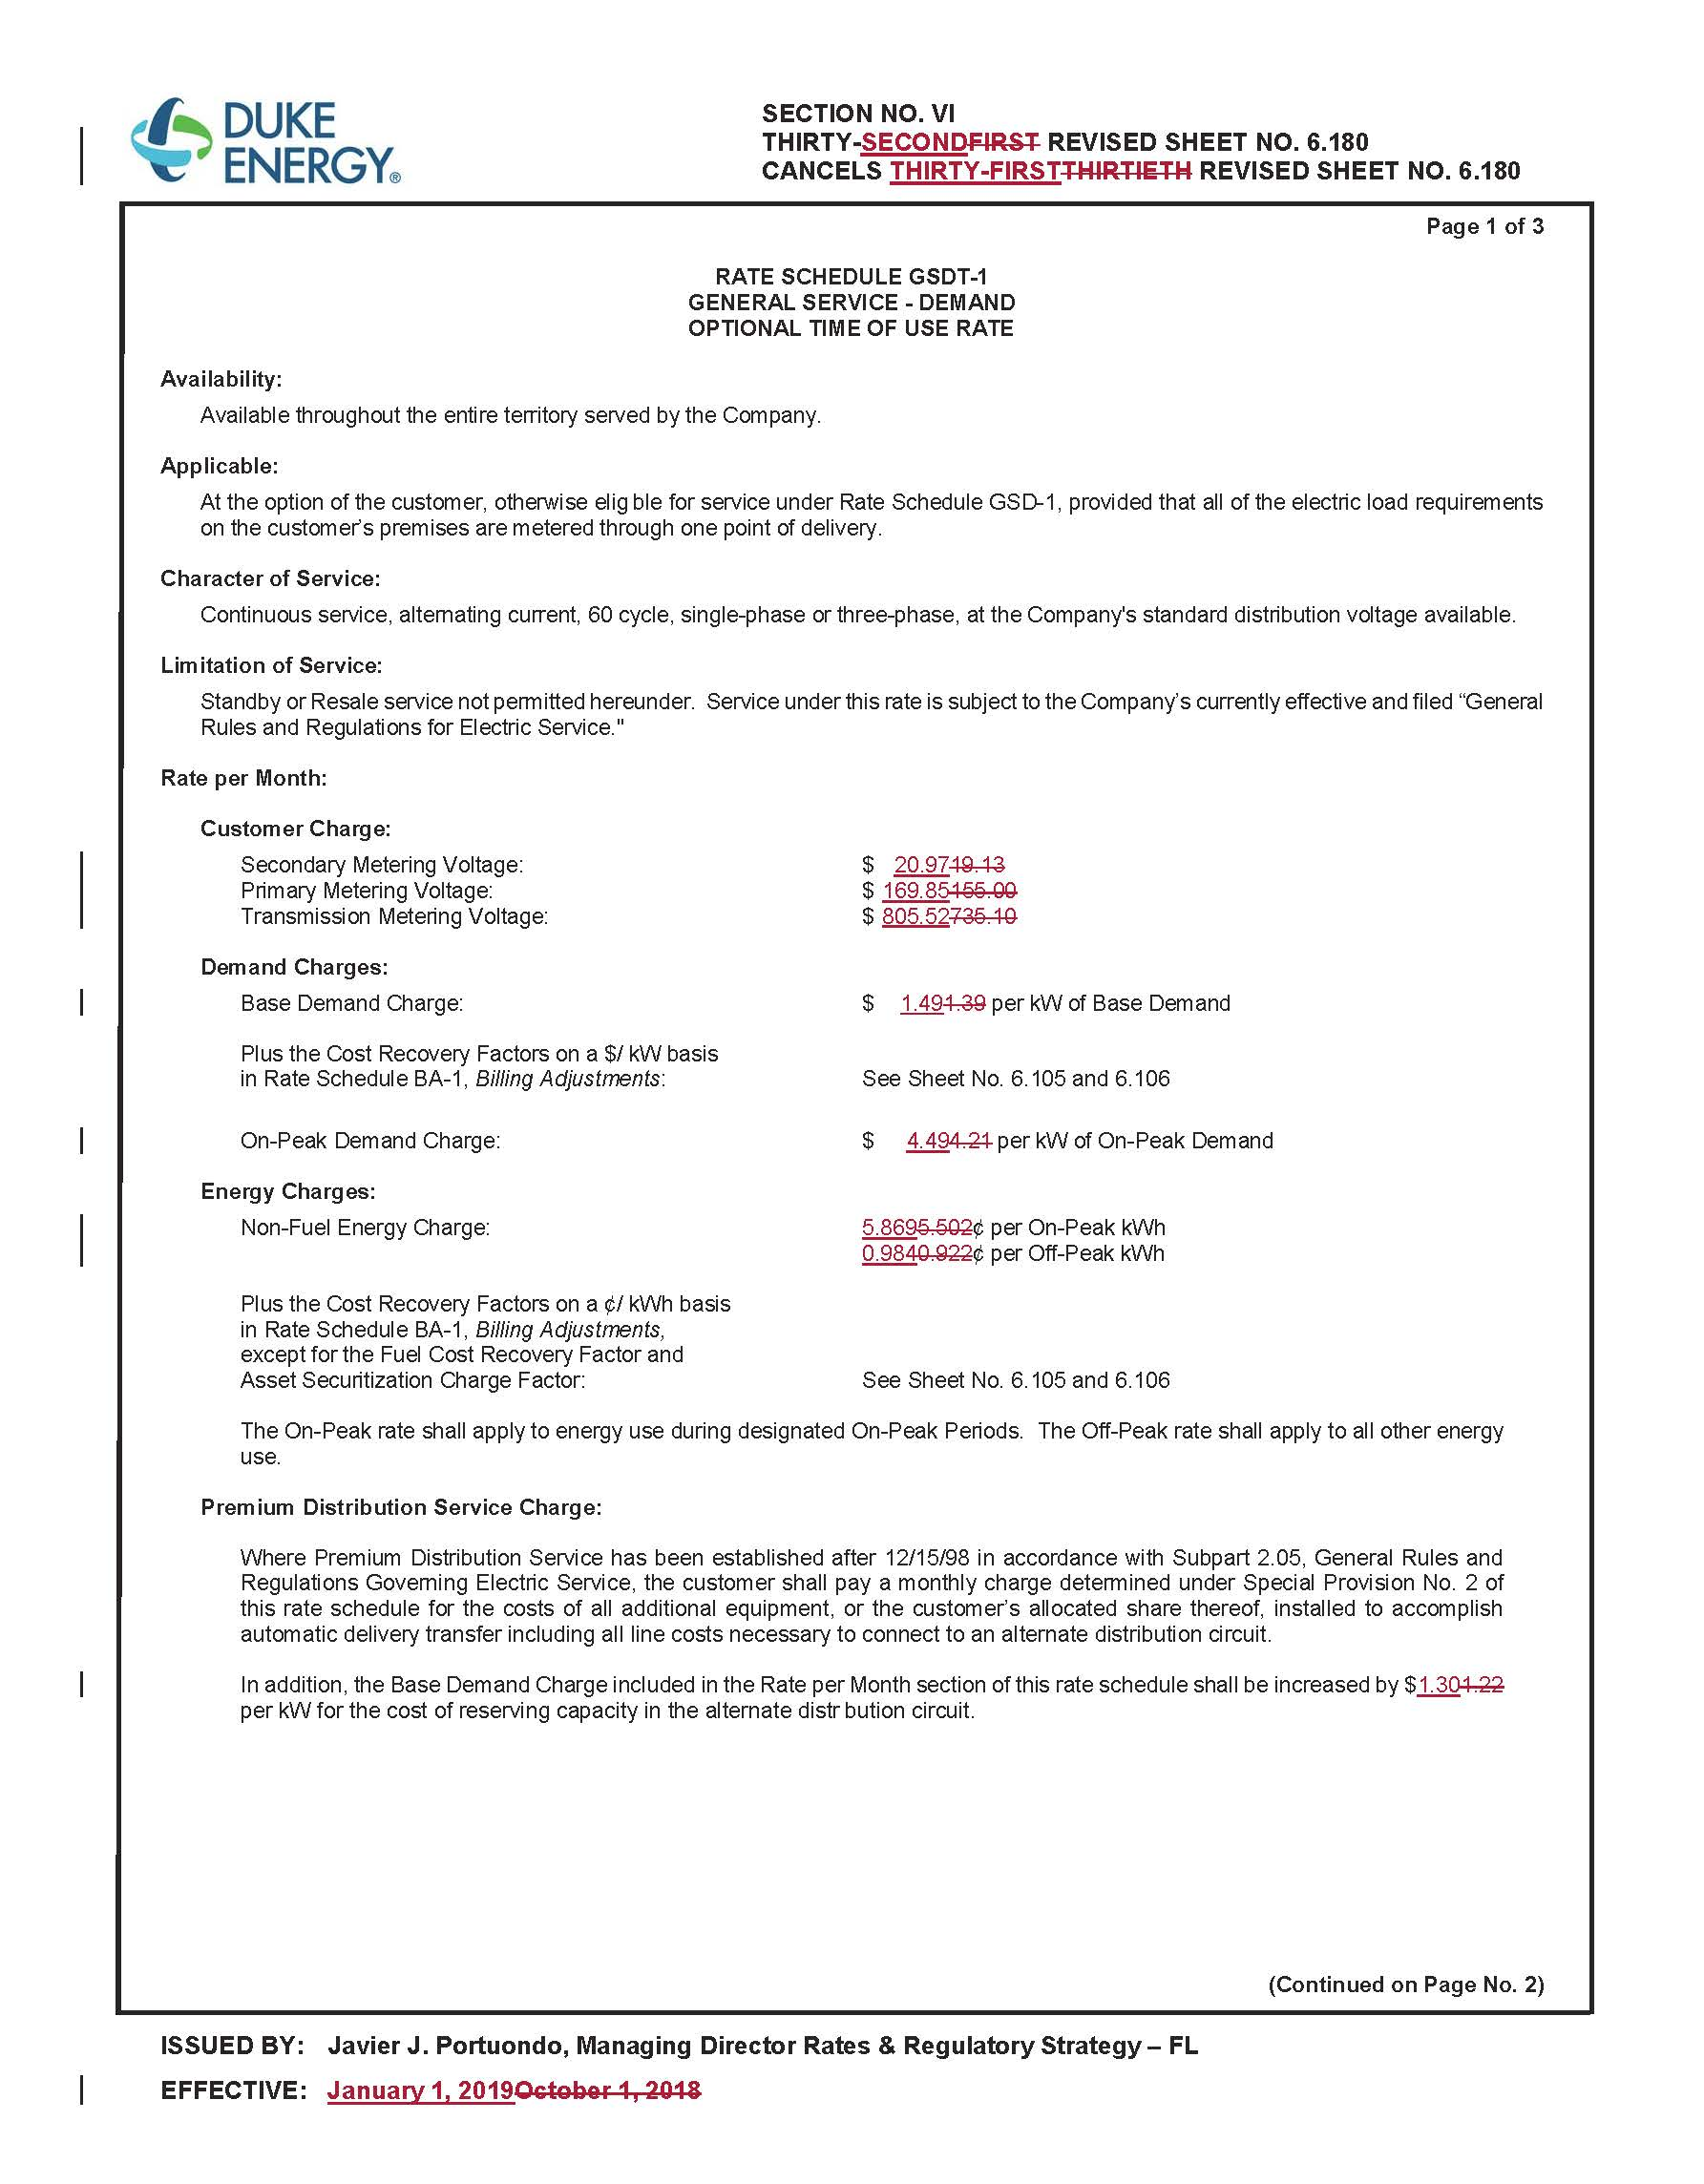 DUKE
ENERGY®
SECTION NO. VI
THIRTY-SECONDFIRST REVISED SHEET NO. 6.180
CANCELS THIRTY-FIRSTTHIRTIETH REVISED SHEET NO. 6.180
Page 1 of 3
RATE SCHEDULE GSDT-1
GENERAL SERVICE - DEMAND
OPTIONAL TIME OF USE RATE
Availability:
Available throughout the entire territory served by the Company.
Applicable:
At the option of the customer, otherwise elig ble for service under Rate Schedule GSD-1, provided that all of the electric load requirements
on the customer’s premises are metered through one point of delivery.
Character of Service:
Continuous service, alternating current, 60 cycle, single-phase or three-phase, at the Company's standard distribution voltage available.
Limitation of Service:
Standby or Resale service not permitted hereunder. Service under this rate is subject to the Company’s currently effective and filed “General
Rules and Regulations for Electric Service."
Rate per Month:
Customer Charge:
Secondary Metering Voltage: $ 20.9719.13
Primary Metering Voltage: $ 169.85155.00
Transmission Metering Voltage: $ 805.52735.10
Demand Charges:
Base Demand Charge: $ 1.491.39 per kW of Base Demand
Plus the Cost Recovery Factors on a $/ kW basis
in Rate Schedule BA-1, Billing Adjustments: See Sheet No. 6.105 and 6.106
On-Peak Demand Charge: $ 4.494.21 per kW of On-Peak Demand
Energy Charges:
Non-Fuel Energy Charge: 5.8695.502¢ per On-Peak kWh
0.9840.922¢ per Off-Peak kWh
Plus the Cost Recovery Factors on a ¢/ kWh basis
in Rate Schedule BA-1, Billing Adjustments,
except for the Fuel Cost Recovery Factor and
Asset Securitization Charge Factor: See Sheet No. 6.105 and 6.106
The On-Peak rate shall apply to energy use during designated On-Peak Periods. The Off-Peak rate shall apply to all other energy
use.
Premium Distribution Service Charge:
Where Premium Distribution Service has been established after 12/15/98 in accordance with Subpart 2.05, General Rules and
Regulations Governing Electric Service, the customer shall pay a monthly charge determined under Special Provision No. 2 of
this rate schedule for the costs of all additional equipment, or the customer’s allocated share thereof, installed to accomplish
automatic delivery transfer including all line costs necessary to connect to an alternate distribution circuit.
In addition, the Base Demand Charge included in the Rate per Month section of this rate schedule shall be increased by $1.301.22
per kW for the cost of reserving capacity in the alternate distr bution circuit.
(Continued on Page No. 2)
ISSUED BY: Javier J. Portuondo, Managing Director Rates & Regulatory Strategy – FL
EFFECTIVE: January 1, 2019October 1, 2018